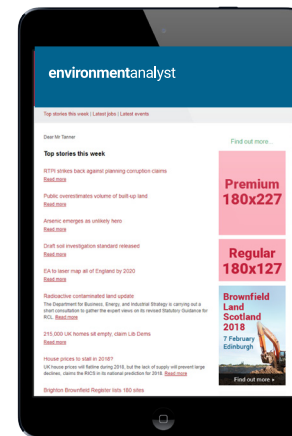 environmentanalyst
Top stories this week | Latest jobs | Latest events
Dear Mr Tanner
Find out more...
Top stories this week
RTPI strikes back against planning corruption claims
Read more
Public overestimates volume of built-up land
Read more
Arsenic emerges as unlikely hero
Read more
Draft soil investigation standard released
Read more
EA to laser map all of England by 2020
Read more
Radioactive contaminated land update
The Department for Business, Energy, and Industrial Strategy is carrying out a
short consultation to gather the expert views on its revised Statutory Guidance for
RCL. Read more
215,000 UK homes sit empty, claim Lib Dems
Read more
House prices to stall in 2018?
UK house prices will flatline during 2018, but the lack of supply will prevent large
declines, claims the RICS in its national prediction for 2018. Read more
Brighton Brownfield Register lists 180 sites
Premium
180x227
Regular
180x127
Brownfield
Land
Scotland
2018
7 February
Edinburgh
Find out more »